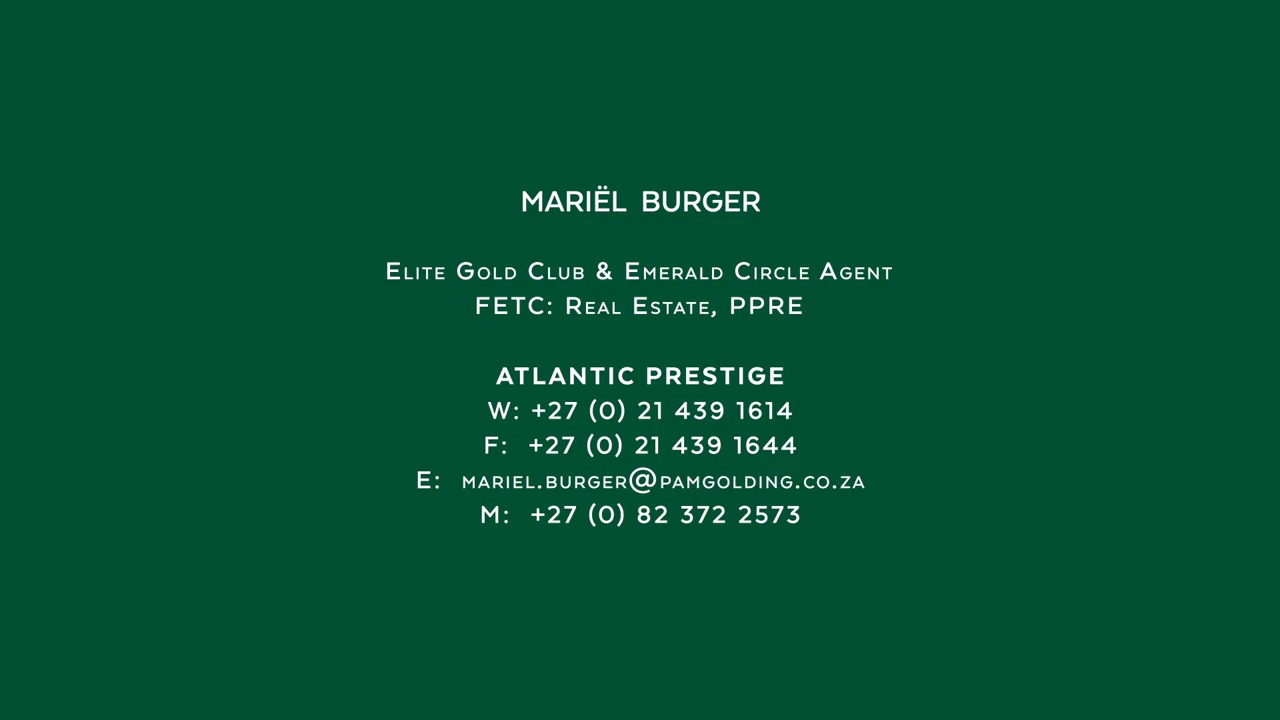 MARIËL BURGER
Elite Gold Club & Emerald Circle Agent
FETC: Real Estate, PPRE
ATLANTIC PRESTIGE
W: +27 (0) 21 439 1614
F: +27 (0) 21 439 1644
E: mariel.burger@pamgolding.co.za
M: +27 (0) 82 372 2573